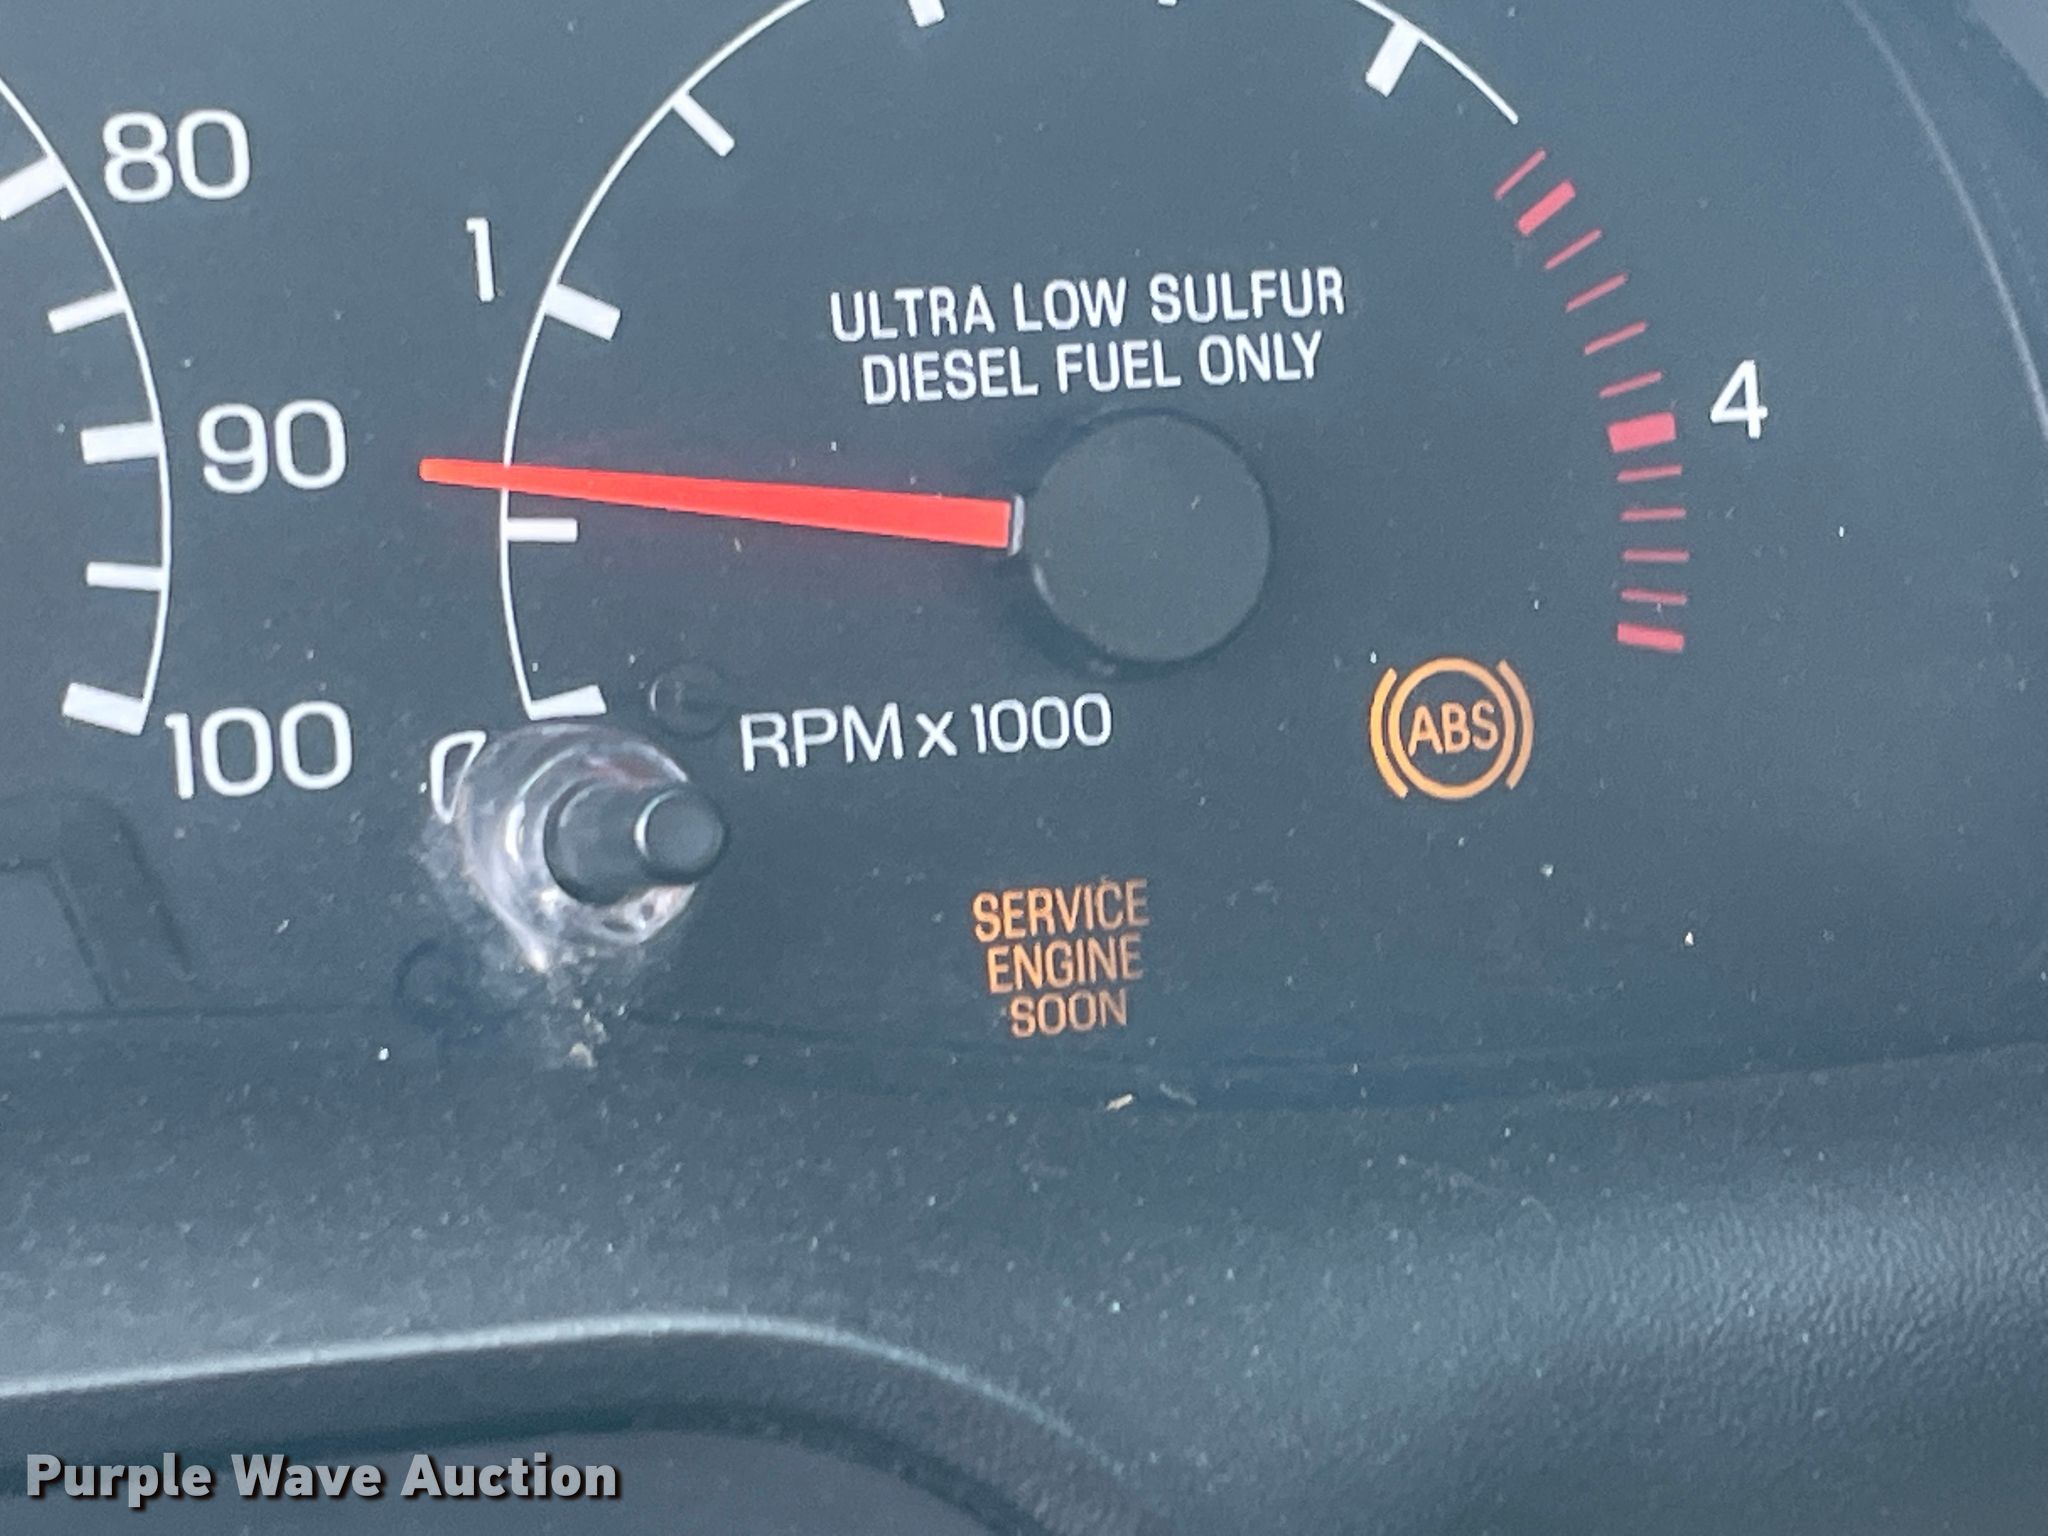 80
1
ULTRA LOW SULFUR
DIESEL FUEL ONLY
4
90
100
0
RPM x 1000
ABS
SERVICE
ENGINE
SOON
Purple Wave Auction